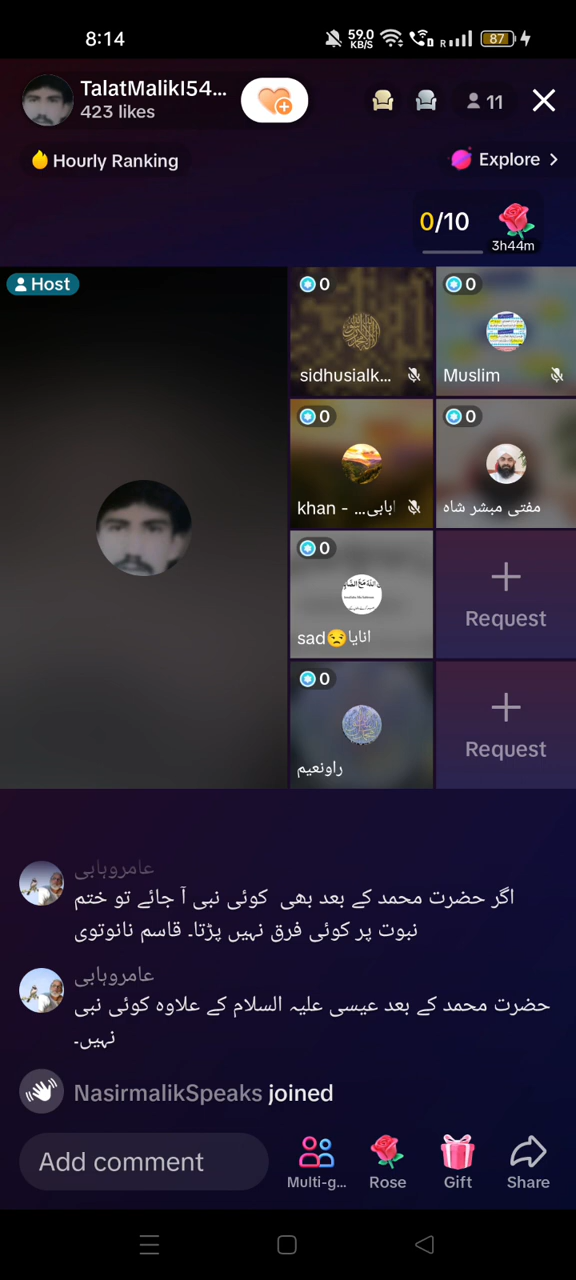 8:14
59.0
KB/S
R
87
TalatMalikI54...
423 likes
11
Hourly Ranking
Explore
0/10
3h44m
Host
0
0
sidhusialk...
Muslim
0
0
khan - ...ابابی
مفتی مبشر شاہ
0
Request
sad😒انایا
0
Request
راونعیم
عامروہابی
اگر حضرت محمد کے بعد بھی کوئی نبی آ جائے تو ختم
نبوت پر کوئی فرق نہیں پڑتا۔ قاسم نانوتوی
عامروہابی
حضرت محمد کے بعد عیسی علیہ السلام کے علاوہ کوئی نبی
نہیں۔
NasirmalikSpeaks joined
Add comment
Multi-g...
Rose
Gift
Share